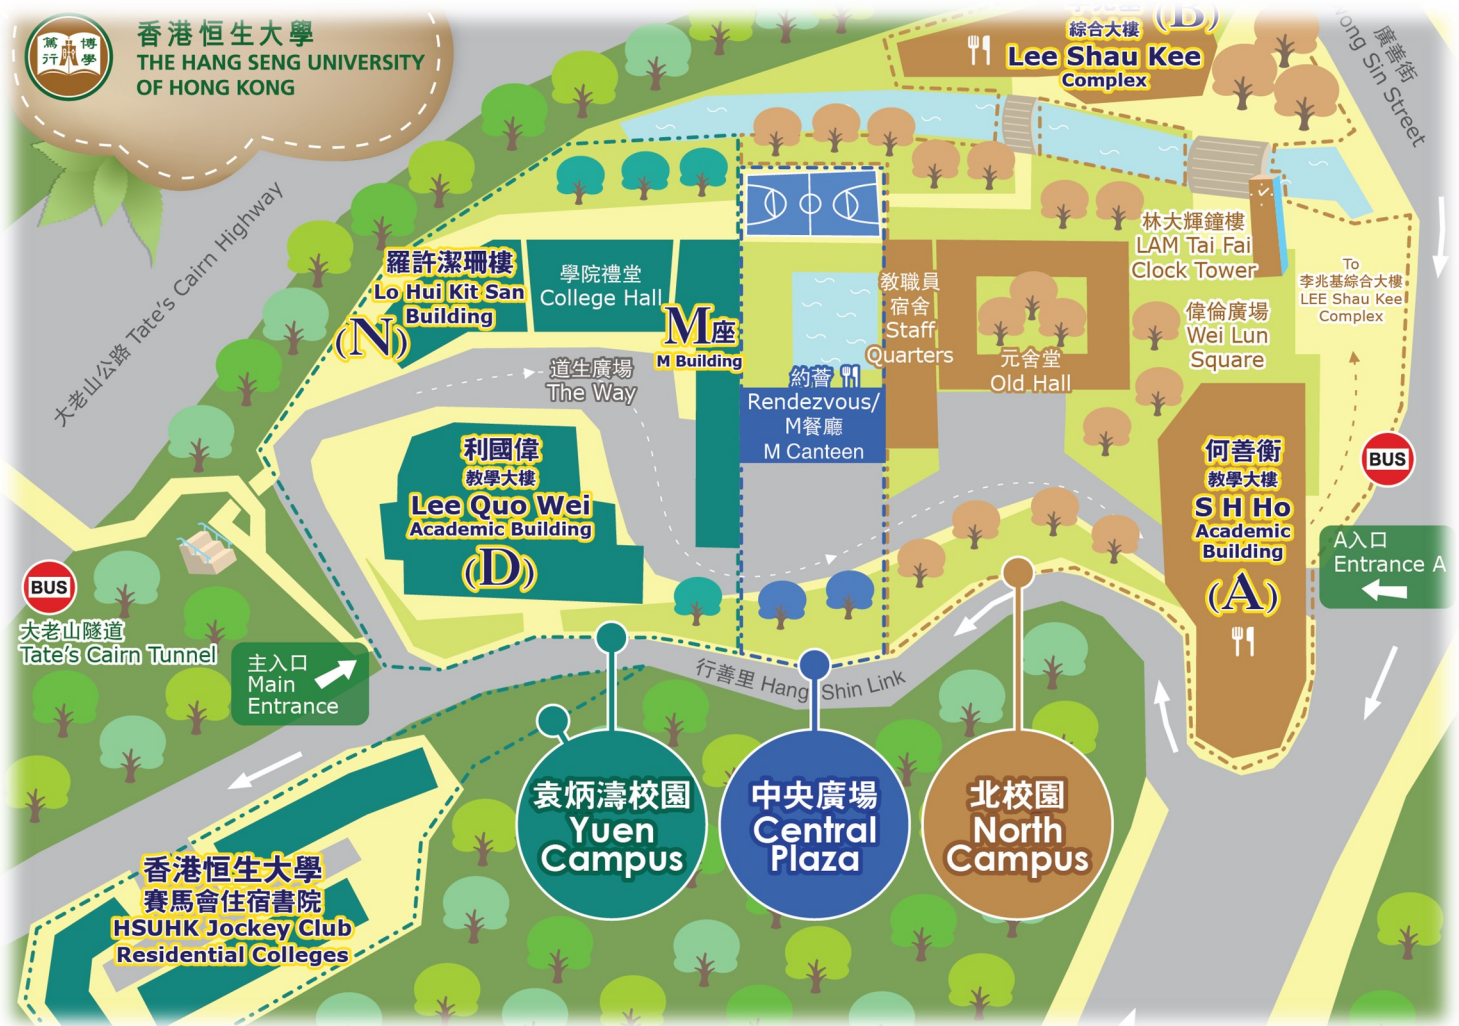 篤行
博學
香港恒生大學
THE HANG SENG UNIVERSITY
OF HONG KONG
(B)
綜合大樓
Lee Shau Kee
Complex
廣善街
Sin Street
大老山公路 Tate's Cairn Highway
羅許潔珊樓
Lo Hui Kit San
Building
(N)
學院禮堂
College Hall
M座
M Building
道生廣場
The Way
教職員
宿舍
Staff
Quarters
約薈
Rendezvous/
M餐廳
M Canteen
元舍堂
Old Hall
林大輝鐘樓
LAM Tai Fai
Clock Tower
偉倫廣場
Wei Lun
Square
To
李兆基綜合大樓
LEE Shau Kee
Complex
利國偉
教學大樓
Lee Quo Wei
Academic Building
(D)
何善衡
教學大樓
S H Ho
Academic
Building
(A)
BUS
A入口
Entrance A
BUS
大老山隧道
Tate's Cairn Tunnel
主入口
Main
Entrance
行善里 Hang Shin Link
袁炳濤校園
Yuen
Campus
中央廣場
Central
Plaza
北校園
North
Campus
香港恒生大學
賽馬會住宿書院
HSUHK Jockey Club
Residential Colleges